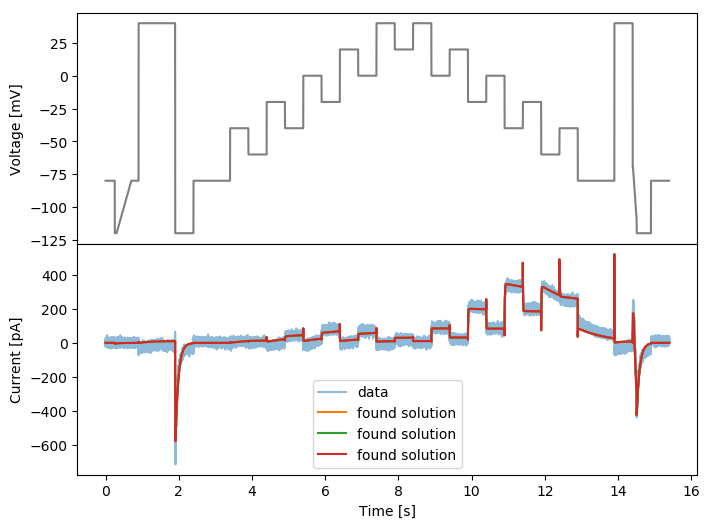 25
0
−25
−50
−75
−100
−125
Voltage [mV]
400
200
0
−200
−400
−600
Current [pA]
data
found solution
found solution
found solution
0 2 4 6 8 10 12 14 16
Time [s]